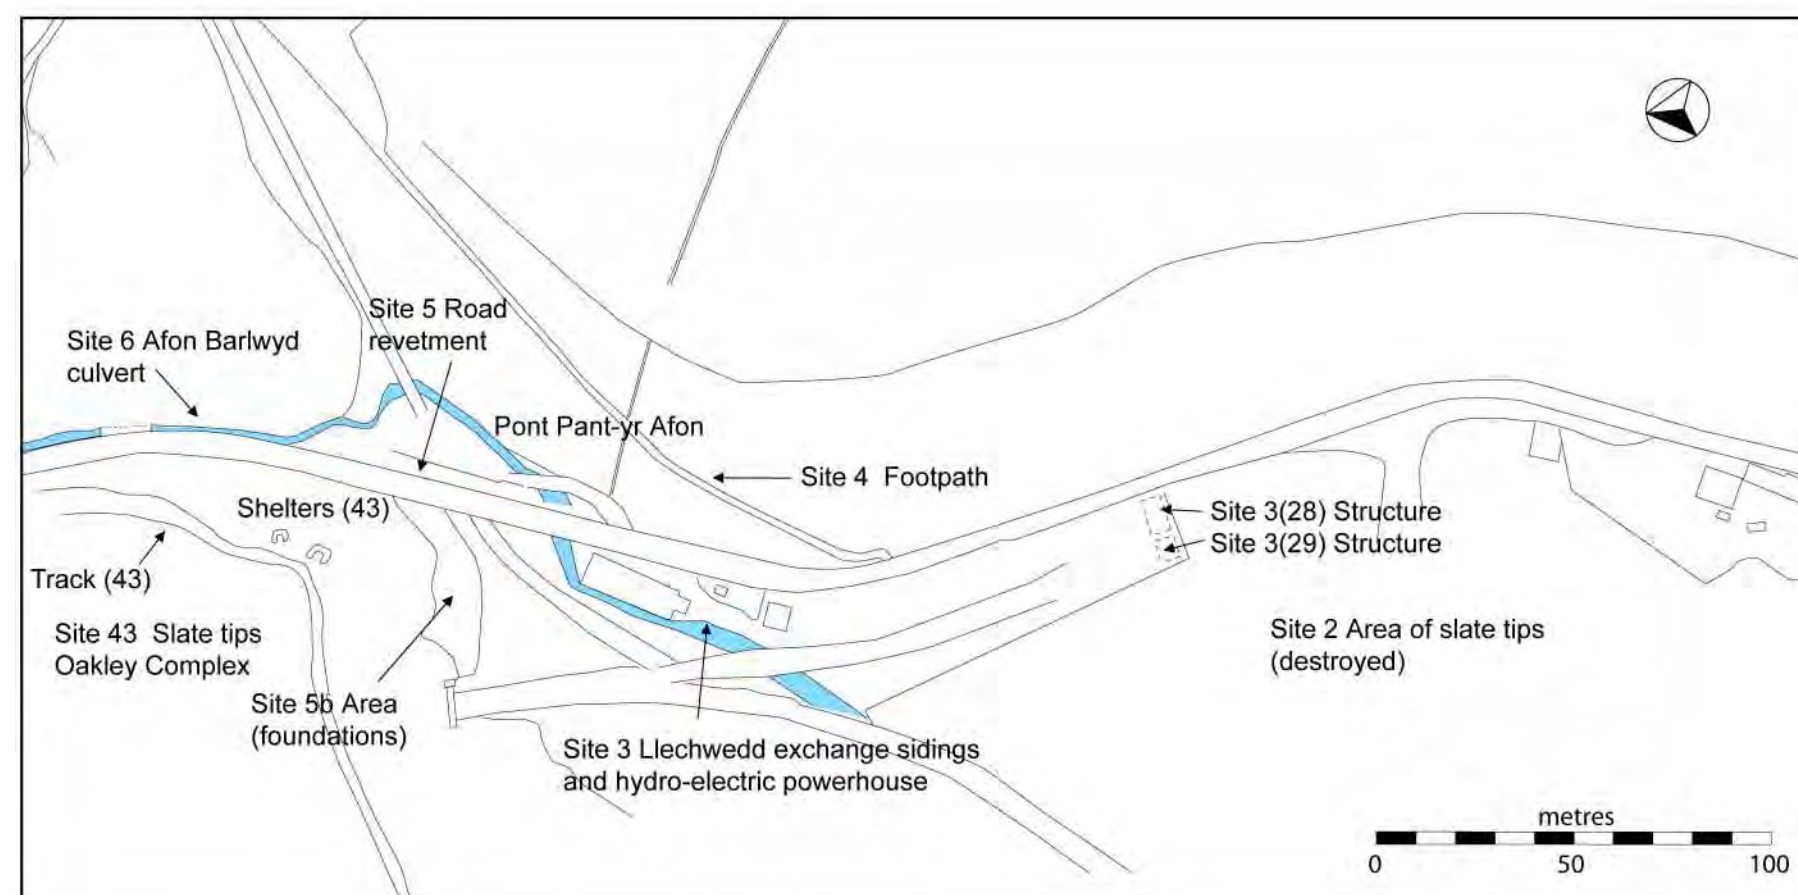 Site 5 Road
revetment
Site 6 Afon Barlwyd
culvert
Pont Pant-yr Afon
Site 4 Footpath
Shelters (43)
Site 3(28) Structure
Site 3(29) Structure
Track (43)
Site 43 Slate tips
Oakley Complex
Site 2 Area of slate tips
(destroyed)
Site 5b Area
(foundations)
Site 3 Llechwedd exchange sidings
and hydro-electric powerhouse
metres
0 50 100